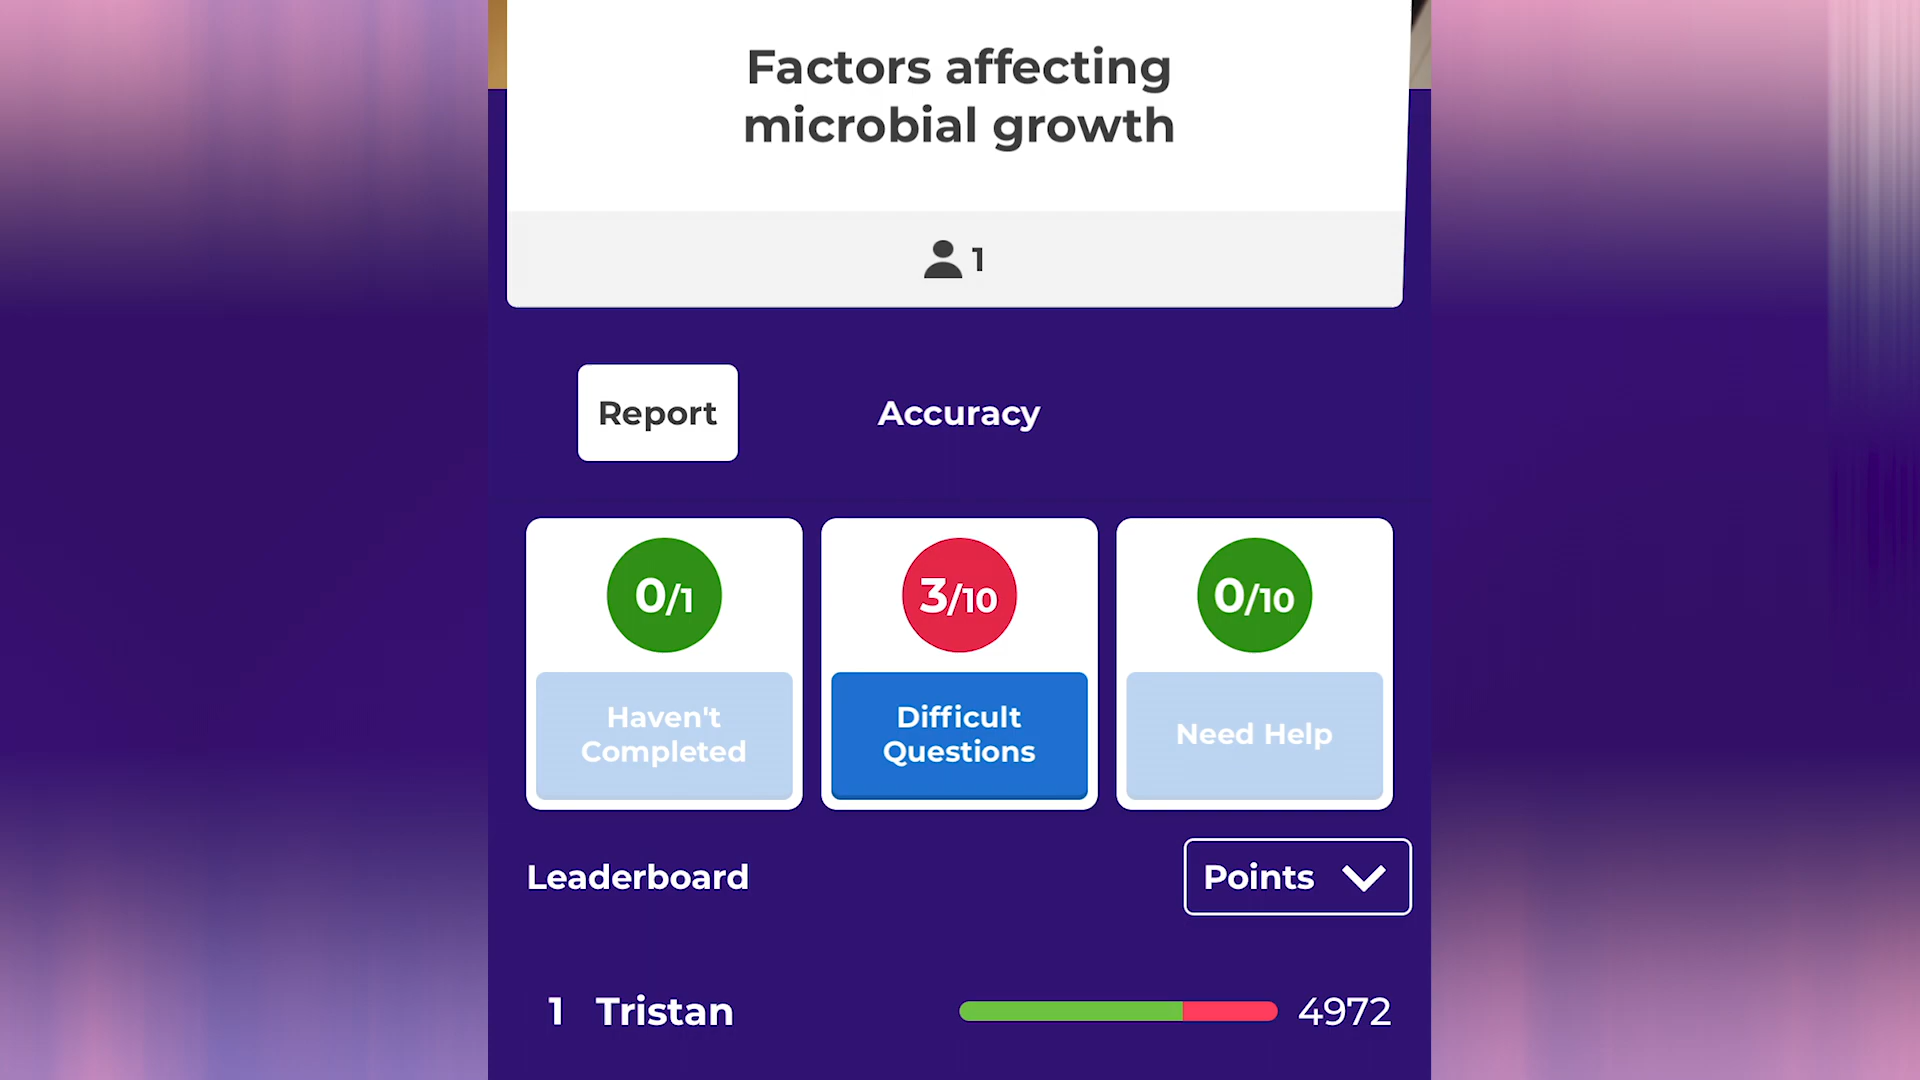 Factors affecting
microbial growth
1
Report
Accuracy
0/1
3/10
0/10
Haven't
Completed
Difficult
Questions
Need Help
Leaderboard
Points
1 Tristan 4972